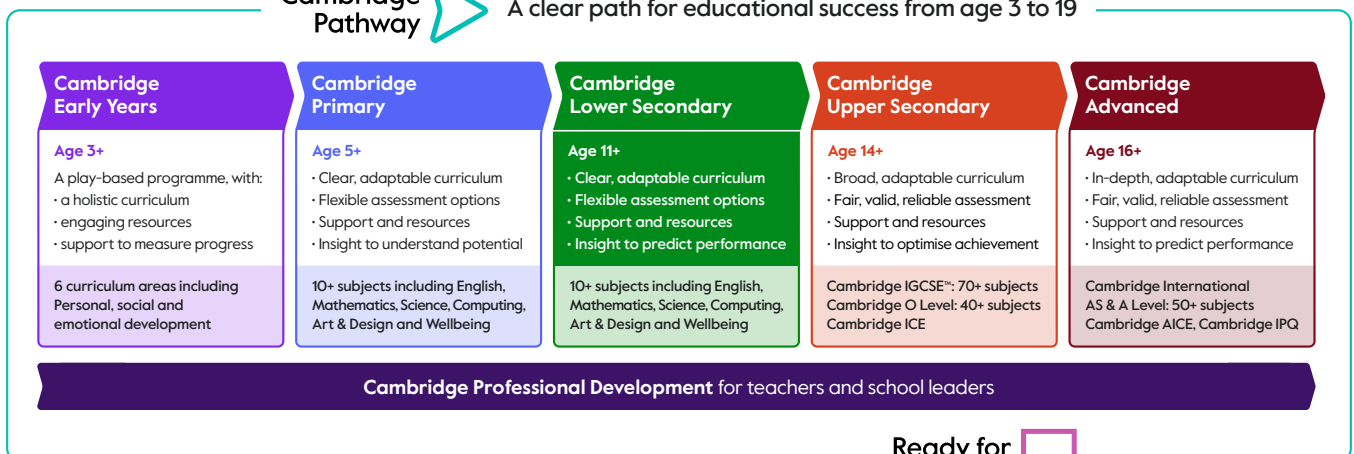 Cambridge
Pathway
A clear path for educational success from age 3 to 19
Cambridge
Early Years
Age 3+
A play-based programme, with:
· a holistic curriculum
· engaging resources
· support to measure progress
6 curriculum areas including
Personal, social and
emotional development
Cambridge
Primary
Age 5+
· Clear, adaptable curriculum
· Flexible assessment options
· Support and resources
· Insight to understand potential
10+ subjects including English,
Mathematics, Science, Computing,
Art & Design and Wellbeing
Cambridge
Lower Secondary
Age 11+
· Clear, adaptable curriculum
· Flexible assessment options
· Support and resources
· Insight to predict performance
10+ subjects including English,
Mathematics, Science, Computing,
Art & Design and Wellbeing
Cambridge
Upper Secondary
Age 14+
· Broad, adaptable curriculum
· Fair, valid, reliable assessment
· Support and resources
· Insight to optimise achievement
Cambridge IGCSE™: 70+ subjects
Cambridge O Level: 40+ subjects
Cambridge ICE
Cambridge
Advanced
Age 16+
· In-depth, adaptable curriculum
· Fair, valid, reliable assessment
· Support and resources
· Insight to predict performance
Cambridge International
AS & A Level: 50+ subjects
Cambridge AICE, Cambridge IPQ
Cambridge Professional Development for teachers and school leaders
Ready for